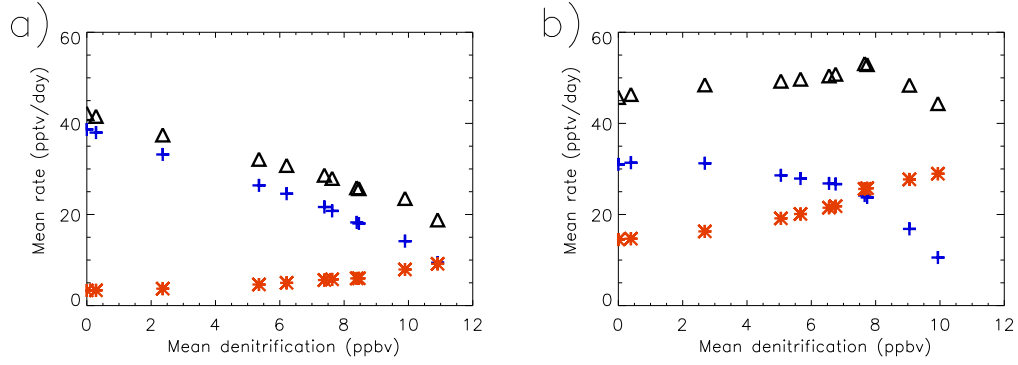 a)
60
40
20
0
Mean rate (pptv/day)
0 2 4 6 8 10 12
Mean denitrification (ppbv)
b)
60
40
20
0
Mean rate (pptv/day)
0 2 4 6 8 10 12
Mean denitrification (ppbv)